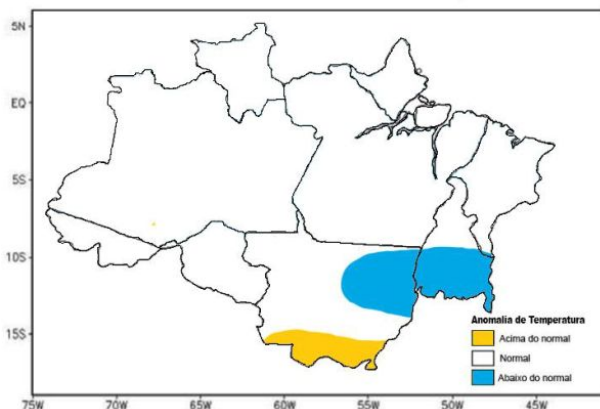 5N
EQ
5S
10S
15S
75W 70W 65W 60W 55W 50W 45W
Anomalia de Temperatura
Acima do normal
Normal
Abaixo do normal